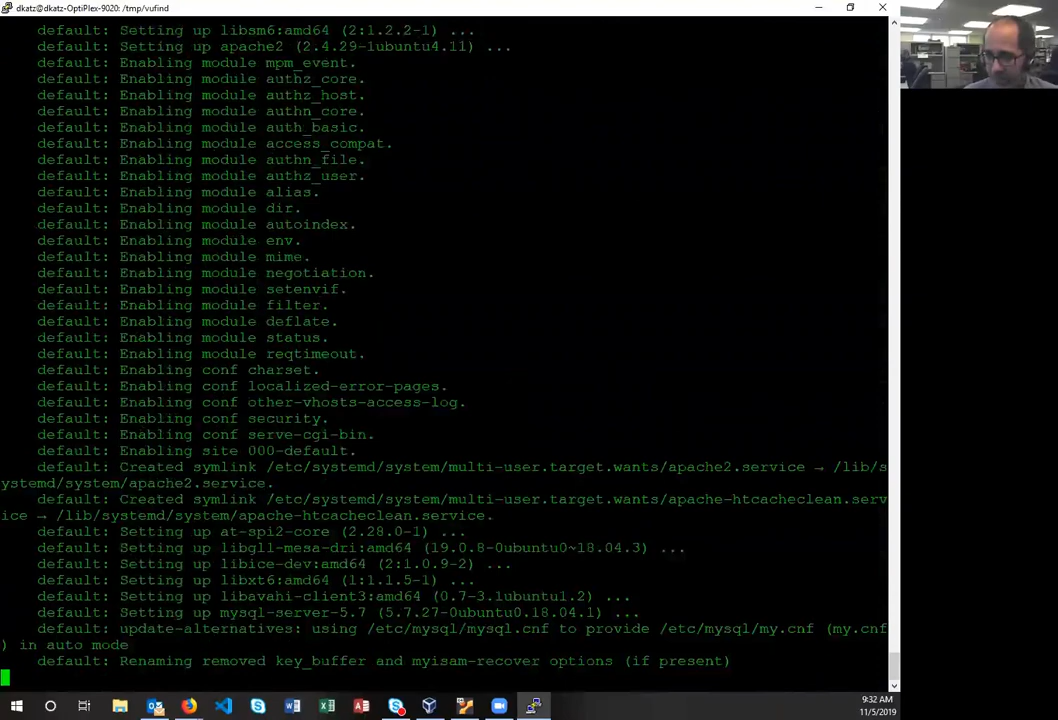 dkatz@dkatz-OptiPlex-9020: /tmp/vufind
default: Setting up libsm6:amd64 (2:1.2.2-1) ...
default: Setting up apache2 (2.4.29-1ubuntu4.11) ...
default: Enabling module mpm_event.
default: Enabling module authz_core.
default: Enabling module authz_host.
default: Enabling module authn_core.
default: Enabling module auth_basic.
default: Enabling module access_compat.
default: Enabling module authn_file.
default: Enabling module authz_user.
default: Enabling module alias.
default: Enabling module dir.
default: Enabling module autoindex.
default: Enabling module env.
default: Enabling module mime.
default: Enabling module negotiation.
default: Enabling module setenvif.
default: Enabling module filter.
default: Enabling module deflate.
default: Enabling module status.
default: Enabling module reqtimeout.
default: Enabling conf charset.
default: Enabling conf localized-error-pages.
default: Enabling conf other-vhosts-access-log.
default: Enabling conf security.
default: Enabling conf serve-cgi-bin.
default: Enabling site 000-default.
default: Created symlink /etc/systemd/system/multi-user.target.wants/apache2.service → /lib/s
ystemd/system/apache2.service.
default: Created symlink /etc/systemd/system/multi-user.target.wants/apache-htcacheclean.serv
ice → /lib/systemd/system/apache-htcacheclean.service.
default: Setting up at-spi2-core (2.28.0-1) ...
default: Setting up libgl1-mesa-dri:amd64 (19.0.8-0ubuntu0~18.04.3) ...
default: Setting up libice-dev:amd64 (2:1.0.9-2) ...
default: Setting up libxt6:amd64 (1:1.1.5-1) ...
default: Setting up libavahi-client3:amd64 (0.7-3.1ubuntu1.2) ...
default: Setting up mysql-server-5.7 (5.7.27-0ubuntu0.18.04.1) ...
default: update-alternatives: using /etc/mysql/mysql.cnf to provide /etc/mysql/my.cnf (my.cnf
) in auto mode
default: Renaming removed key_buffer and myisam-recover options (if present)
9:32 AM
11/5/2019